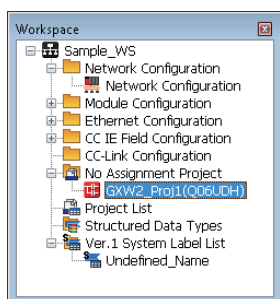 Workspace
Sample_WS
Network Configuration
Network Configuration
Module Configuration
Ethernet Configuration
CC IE Field Configuration
CC-Link Configuration
No Assignment Project
GXW2_Proj1(Q06UDH)
Project List
Structured Data Types
Ver.1 System Label List
Undefined_Name